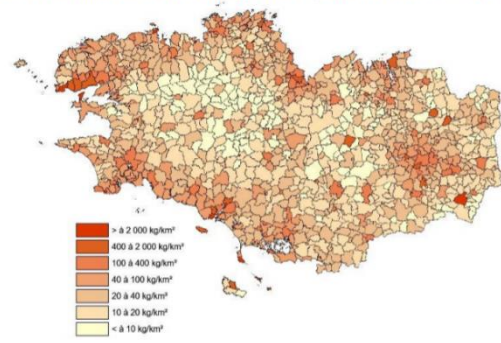 > à 2 000 kg/km²
400 à 2 000 kg/km²
100 à 400 kg/km²
40 à 100 kg/km²
20 à 40 kg/km²
10 à 20 kg/km²
< à 10 kg/km²